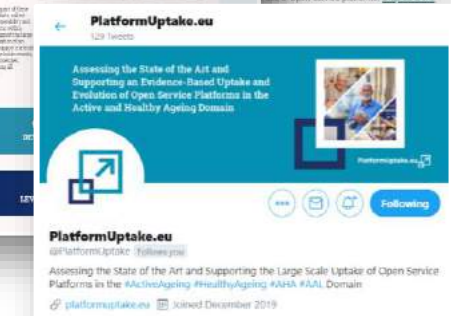 PlatformUptake.eu
129 Tweets
Assessing the State of the Art and
Supporting an Evidence-Based Uptake and
Evolution of Open Service Platforms in the
Active and Healthy Ageing Domain
PlatformUptake.eu
Following
PlatformUptake.eu
@PlatformUptake Follows you
Assessing the State of the Art and Supporting the Large Scale Uptake of Open Service
Platforms in the #ActiveAgeing #HealthyAgeing #AHA #AAL Domain
platformuptake.eu Joined December 2019